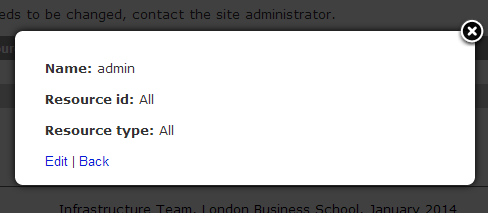 eds to be changed, contact the site administrator.
our
Name: admin
Resource id: All
Resource type: All
Edit | Back
Infrastructure Team, London Business School, January 2014